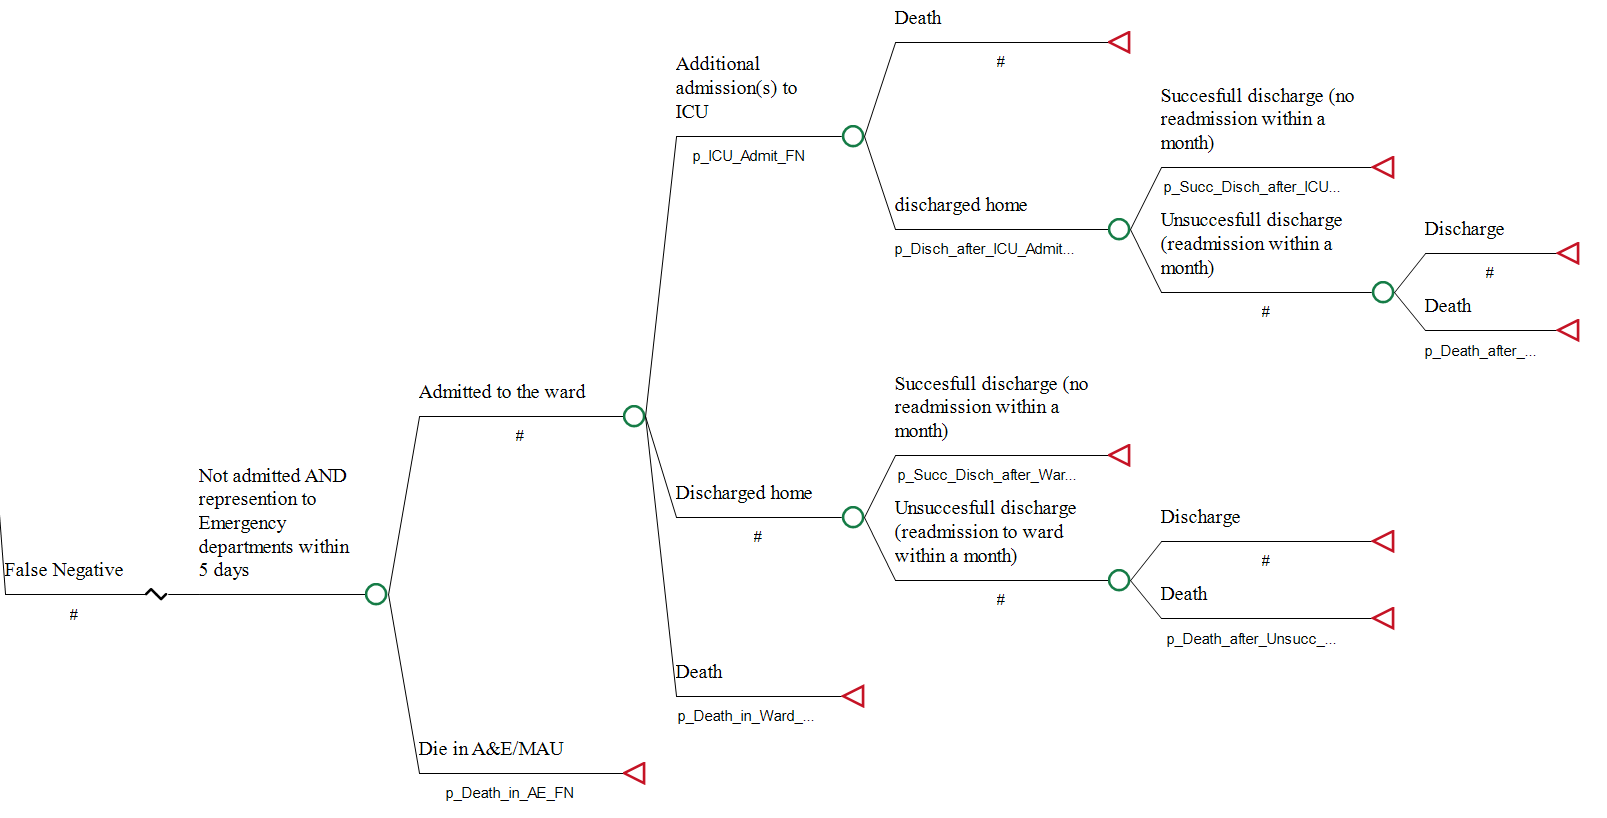 Death
#
Additional
admission(s) to
ICU
p_ICU_Admit_FN
Succesfull discharge (no
readmission within a
month)
p_Succ_Disch_after_ICU...
discharged home
p_Disch_after_ICU_Admit...
Unsuccesfull discharge
(readmission within a
month)
#
Discharge
#
Death
p_Death_after_...
Admitted to the ward
#
Succesfull discharge (no
readmission within a
month)
p_Succ_Disch_after_War...
Discharged home
#
Unsuccesfull discharge
(readmission to ward
within a month)
#
Discharge
#
Death
p_Death_after_Unsucc_...
Not admitted AND
represention to
Emergency
departments within
5 days
False Negative
#
Death
p_Death_in_Ward_...
Die in A&E/MAU
p_Death_in_AE_FN